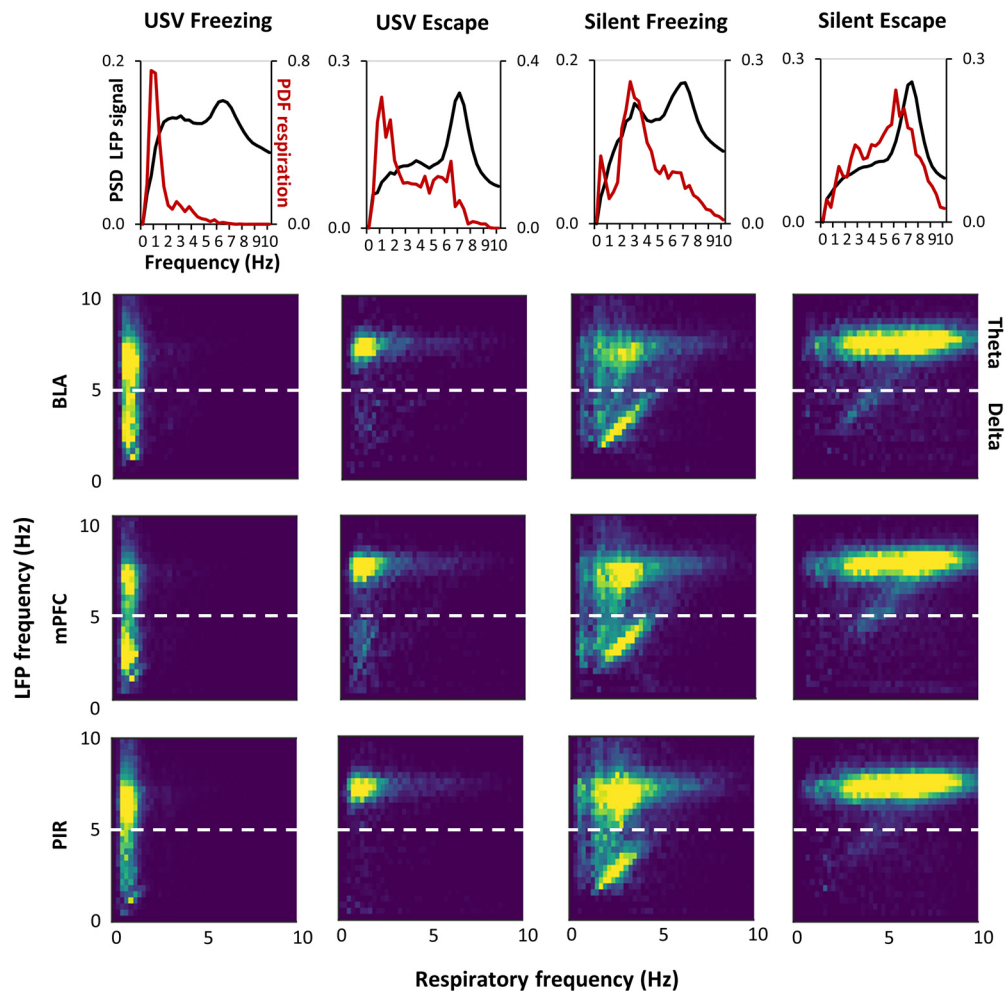 USV Freezing USV Escape Silent Freezing Silent Escape
0.2 0.8 0.3 0.4 0.2 0.3 0.3 0.3
PSD LFP signal PDF respiration
0.0 0.0 0.0 0.0 0.0 0.0 0.0 0.0
0 1 2 3 4 5 6 7 8 9 10 0 1 2 3 4 5 6 7 8 9 10 0 1 2 3 4 5 6 7 8 9 10 0 1 2 3 4 5 6 7 8 9 10
Frequency (Hz)
10
BLA 5 Theta
Delta
0
LFP frequency (Hz)
10
mPFC 5
0
10
PIR 5
0
0 5 10 0 5 10 0 5 10 0 5 10
Respiratory frequency (Hz)